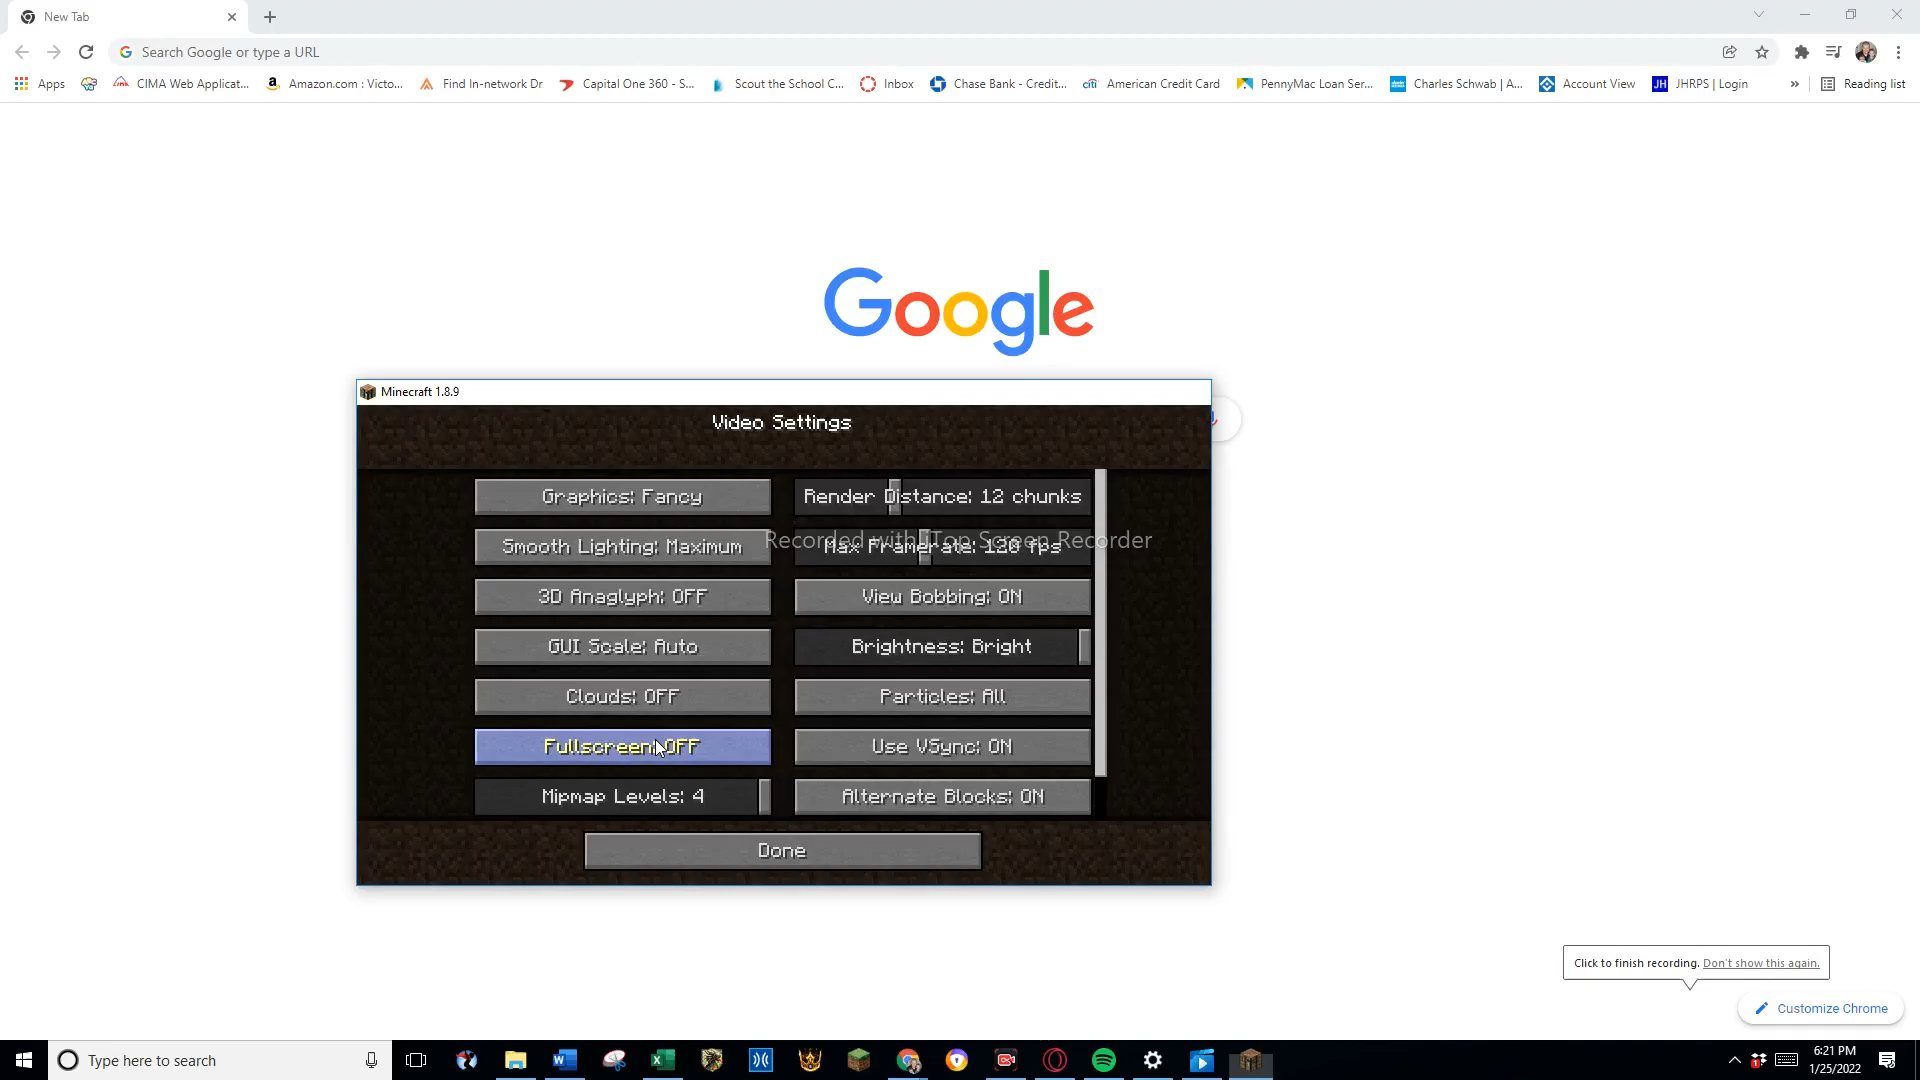 New Tab
Search Google or type a URL
Apps CIMA Web Applicat... Amazon.com : Victo... Find In-network Dr Capital One 360 - S... Scout the School C... Inbox Chase Bank - Credit... citi American Credit Card PennyMac Loan Ser... Charles Schwab | A... Account View JH JHRPS | Login » Reading list
Google
Minecraft 1.8.9
Video Settings
Graphics: Fancy Render Distance: 12 chunks
Recorded with iTop Screen Recorder
Smooth Lighting: Maximum Max Framerate: 120 fps
3D Anaglyph: OFF View Bobbing: ON
GUI Scale: Auto Brightness: Bright
Clouds: OFF Particles: All
Fullscreen: OFF Use VSync: ON
Mipmap Levels: 4 Alternate Blocks: ON
Done
Click to finish recording. Don't show this again.
Customize Chrome
Type here to search
6:21 PM
1/25/2022